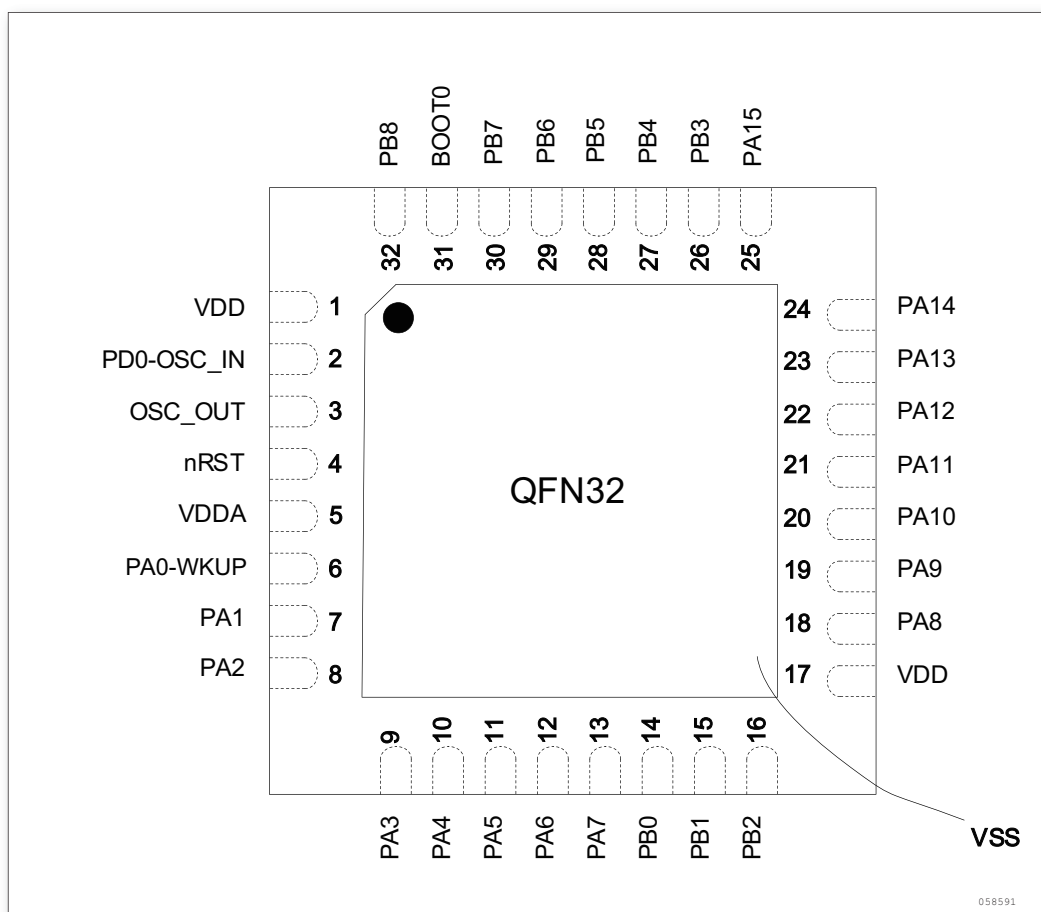 PB8 BOOT0 PB7 PB6 PB5 PB4 PB3 PA15
32 31 30 29 28 27 26 25
VDD 1
PD0-OSC_IN 2
OSC_OUT 3
nRST 4
VDDA 5
PA0-WKUP 6
PA1 7
PA2 8
QFN32
24 PA14
23 PA13
22 PA12
21 PA11
20 PA10
19 PA9
18 PA8
17 VDD
9 10 11 12 13 14 15 16
PA3 PA4 PA5 PA6 PA7 PB0 PB1 PB2
VSS
058591